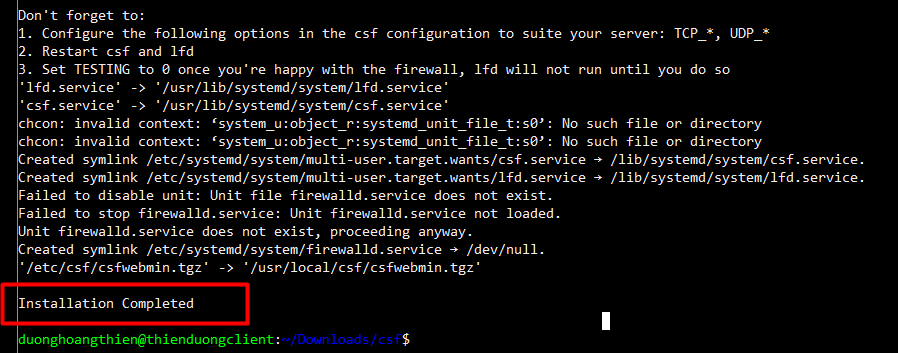 Don't forget to:
1. Configure the following options in the csf configuration to suite your server: TCP_*, UDP_*
2. Restart csf and lfd
3. Set TESTING to 0 once you're happy with the firewall, lfd will not run until you do so
'lfd.service' -> '/usr/lib/systemd/system/lfd.service'
'csf.service' -> '/usr/lib/systemd/system/csf.service'
chcon: invalid context: ‘system_u:object_r:systemd_unit_file_t:s0’: No such file or directory
chcon: invalid context: ‘system_u:object_r:systemd_unit_file_t:s0’: No such file or directory
Created symlink /etc/systemd/system/multi-user.target.wants/csf.service → /lib/systemd/system/csf.service.
Created symlink /etc/systemd/system/multi-user.target.wants/lfd.service → /lib/systemd/system/lfd.service.
Failed to disable unit: Unit file firewalld.service does not exist.
Failed to stop firewalld.service: Unit firewalld.service not loaded.
Unit firewalld.service does not exist, proceeding anyway.
Created symlink /etc/systemd/system/firewalld.service → /dev/null.
'/etc/csf/csfwebmin.tgz' -> '/usr/local/csf/csfwebmin.tgz'
Installation Completed
duonghoangthien@thienduongclient:~/Downloads/csf$